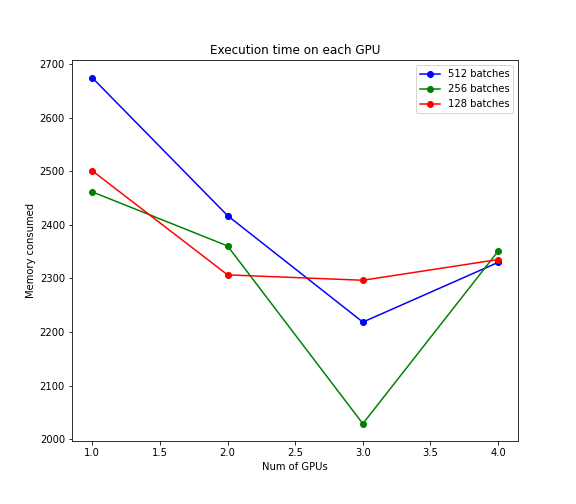 Execution time on each GPU
512 batches
256 batches
128 batches
Memory consumed
2700
2600
2500
2400
2300
2200
2100
2000
1.0 1.5 2.0 2.5 3.0 3.5 4.0
Num of GPUs